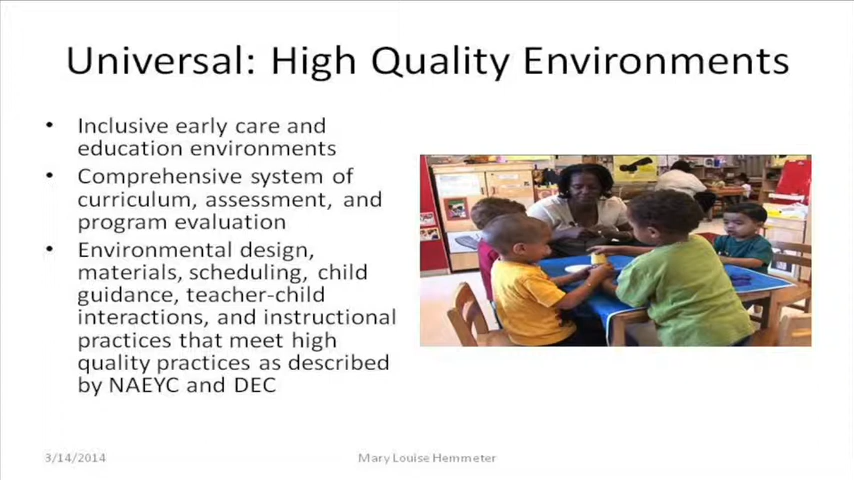 Universal: High Quality Environments
• Inclusive early care and
education environments
• Comprehensive system of
curriculum, assessment, and
program evaluation
• Environmental design,
materials, scheduling, child
guidance, teacher-child
interactions, and instructional
practices that meet high
quality practices as described
by NAEYC and DEC
3/14/2014
Mary Louise Hemmeter